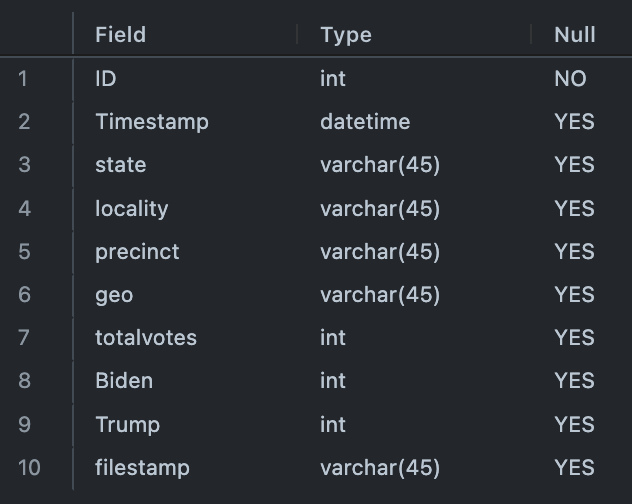 Field Type Null
1 ID int NO
2 Timestamp datetime YES
3 state varchar(45) YES
4 locality varchar(45) YES
5 precinct varchar(45) YES
6 geo varchar(45) YES
7 totalvotes int YES
8 Biden int YES
9 Trump int YES
10 filestamp varchar(45) YES